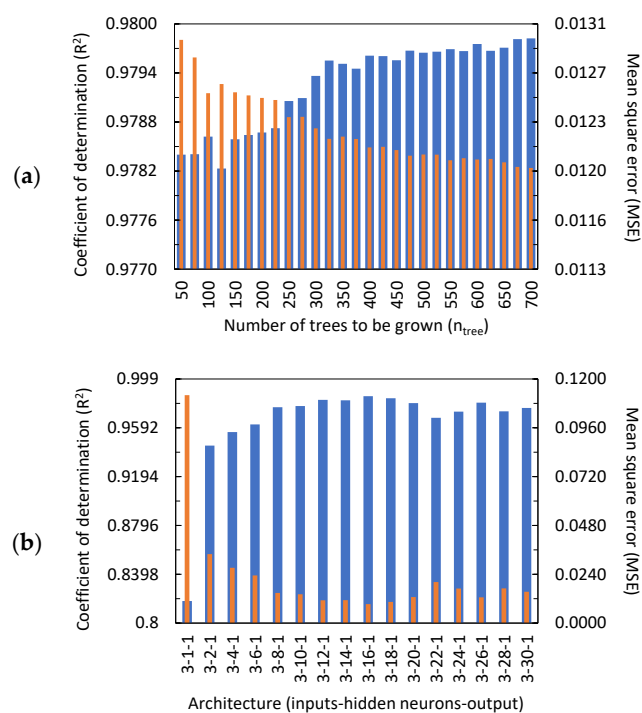 (a)
Coefficient of determination (R²)
0.9800
0.9794
0.9788
0.9782
0.9776
0.9770
0.0131
0.0127
0.0123
0.0120
0.0116
0.0113
Mean square error (MSE)
50 100 150 200 250 300 350 400 450 500 550 600 650 700
Number of trees to be grown (n_tree)
(b)
Coefficient of determination (R²)
0.999
0.9592
0.9194
0.8796
0.8398
0.8
0.1200
0.0960
0.0720
0.0480
0.0240
0.0000
Mean square error (MSE)
3-1-1 3-2-1 3-4-1 3-6-1 3-8-1 3-10-1 3-12-1 3-14-1 3-16-1 3-18-1 3-20-1 3-22-1 3-24-1 3-26-1 3-28-1 3-30-1
Architecture (inputs-hidden neurons-output)